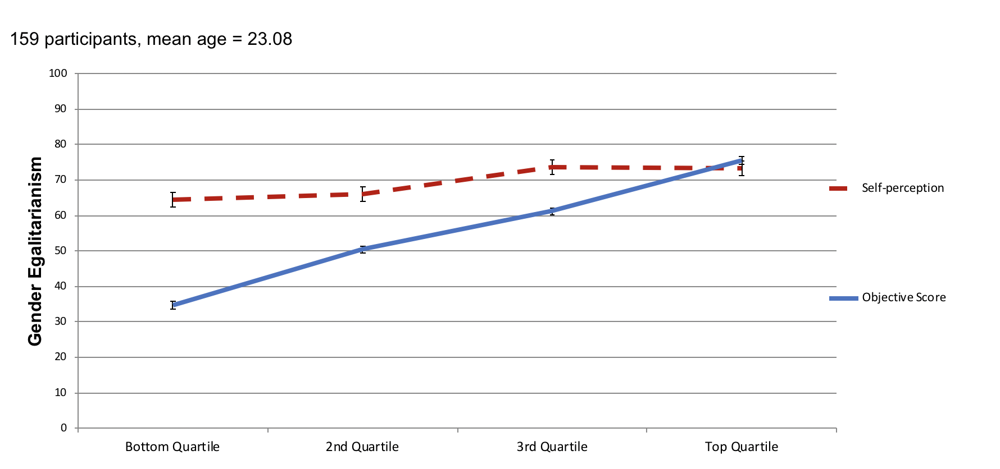 159 participants, mean age = 23.08
Gender Egalitarianism
100
90
80
70
60
50
40
30
20
10
0
Bottom Quartile 2nd Quartile 3rd Quartile Top Quartile
Self-perception
Objective Score